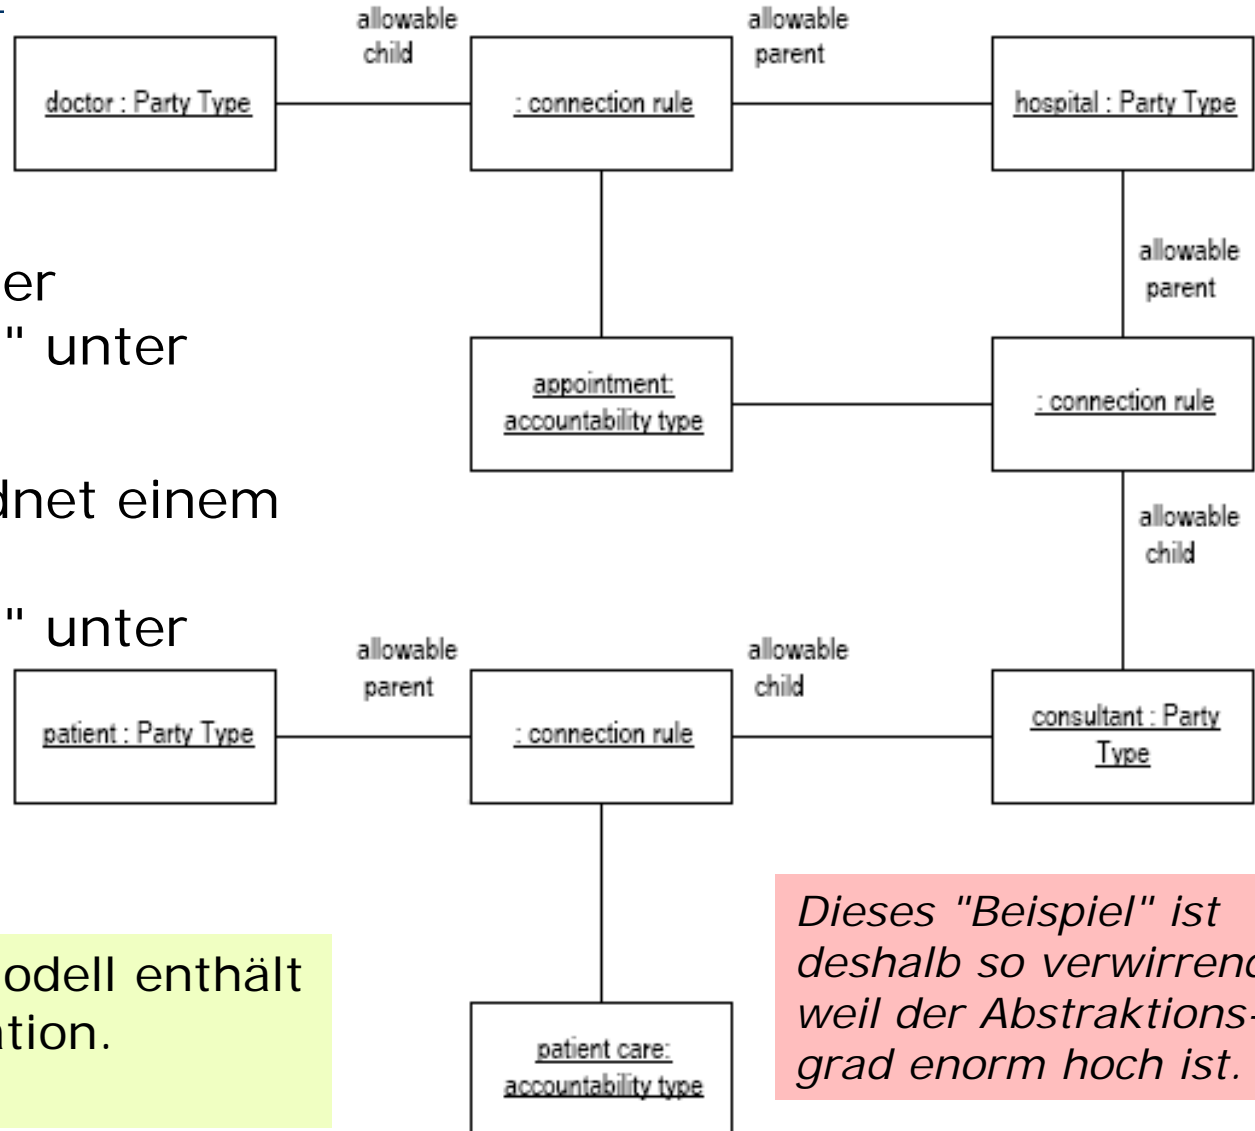 allowable
child
allowable
parent
doctor : Party Type
: connection rule
hospital : Party Type
allowable
parent
er
" unter
appointment:
accountability type
: connection rule
dnet einem
allowable
child
" unter
allowable
parent
allowable
child
patient : Party Type
: connection rule
consultant : Party
Type
odell enthält
ation.
Dieses "Beispiel" ist
deshalb so verwirrend
weil der Abstraktions-
grad enorm hoch ist.
patient care:
accountability type